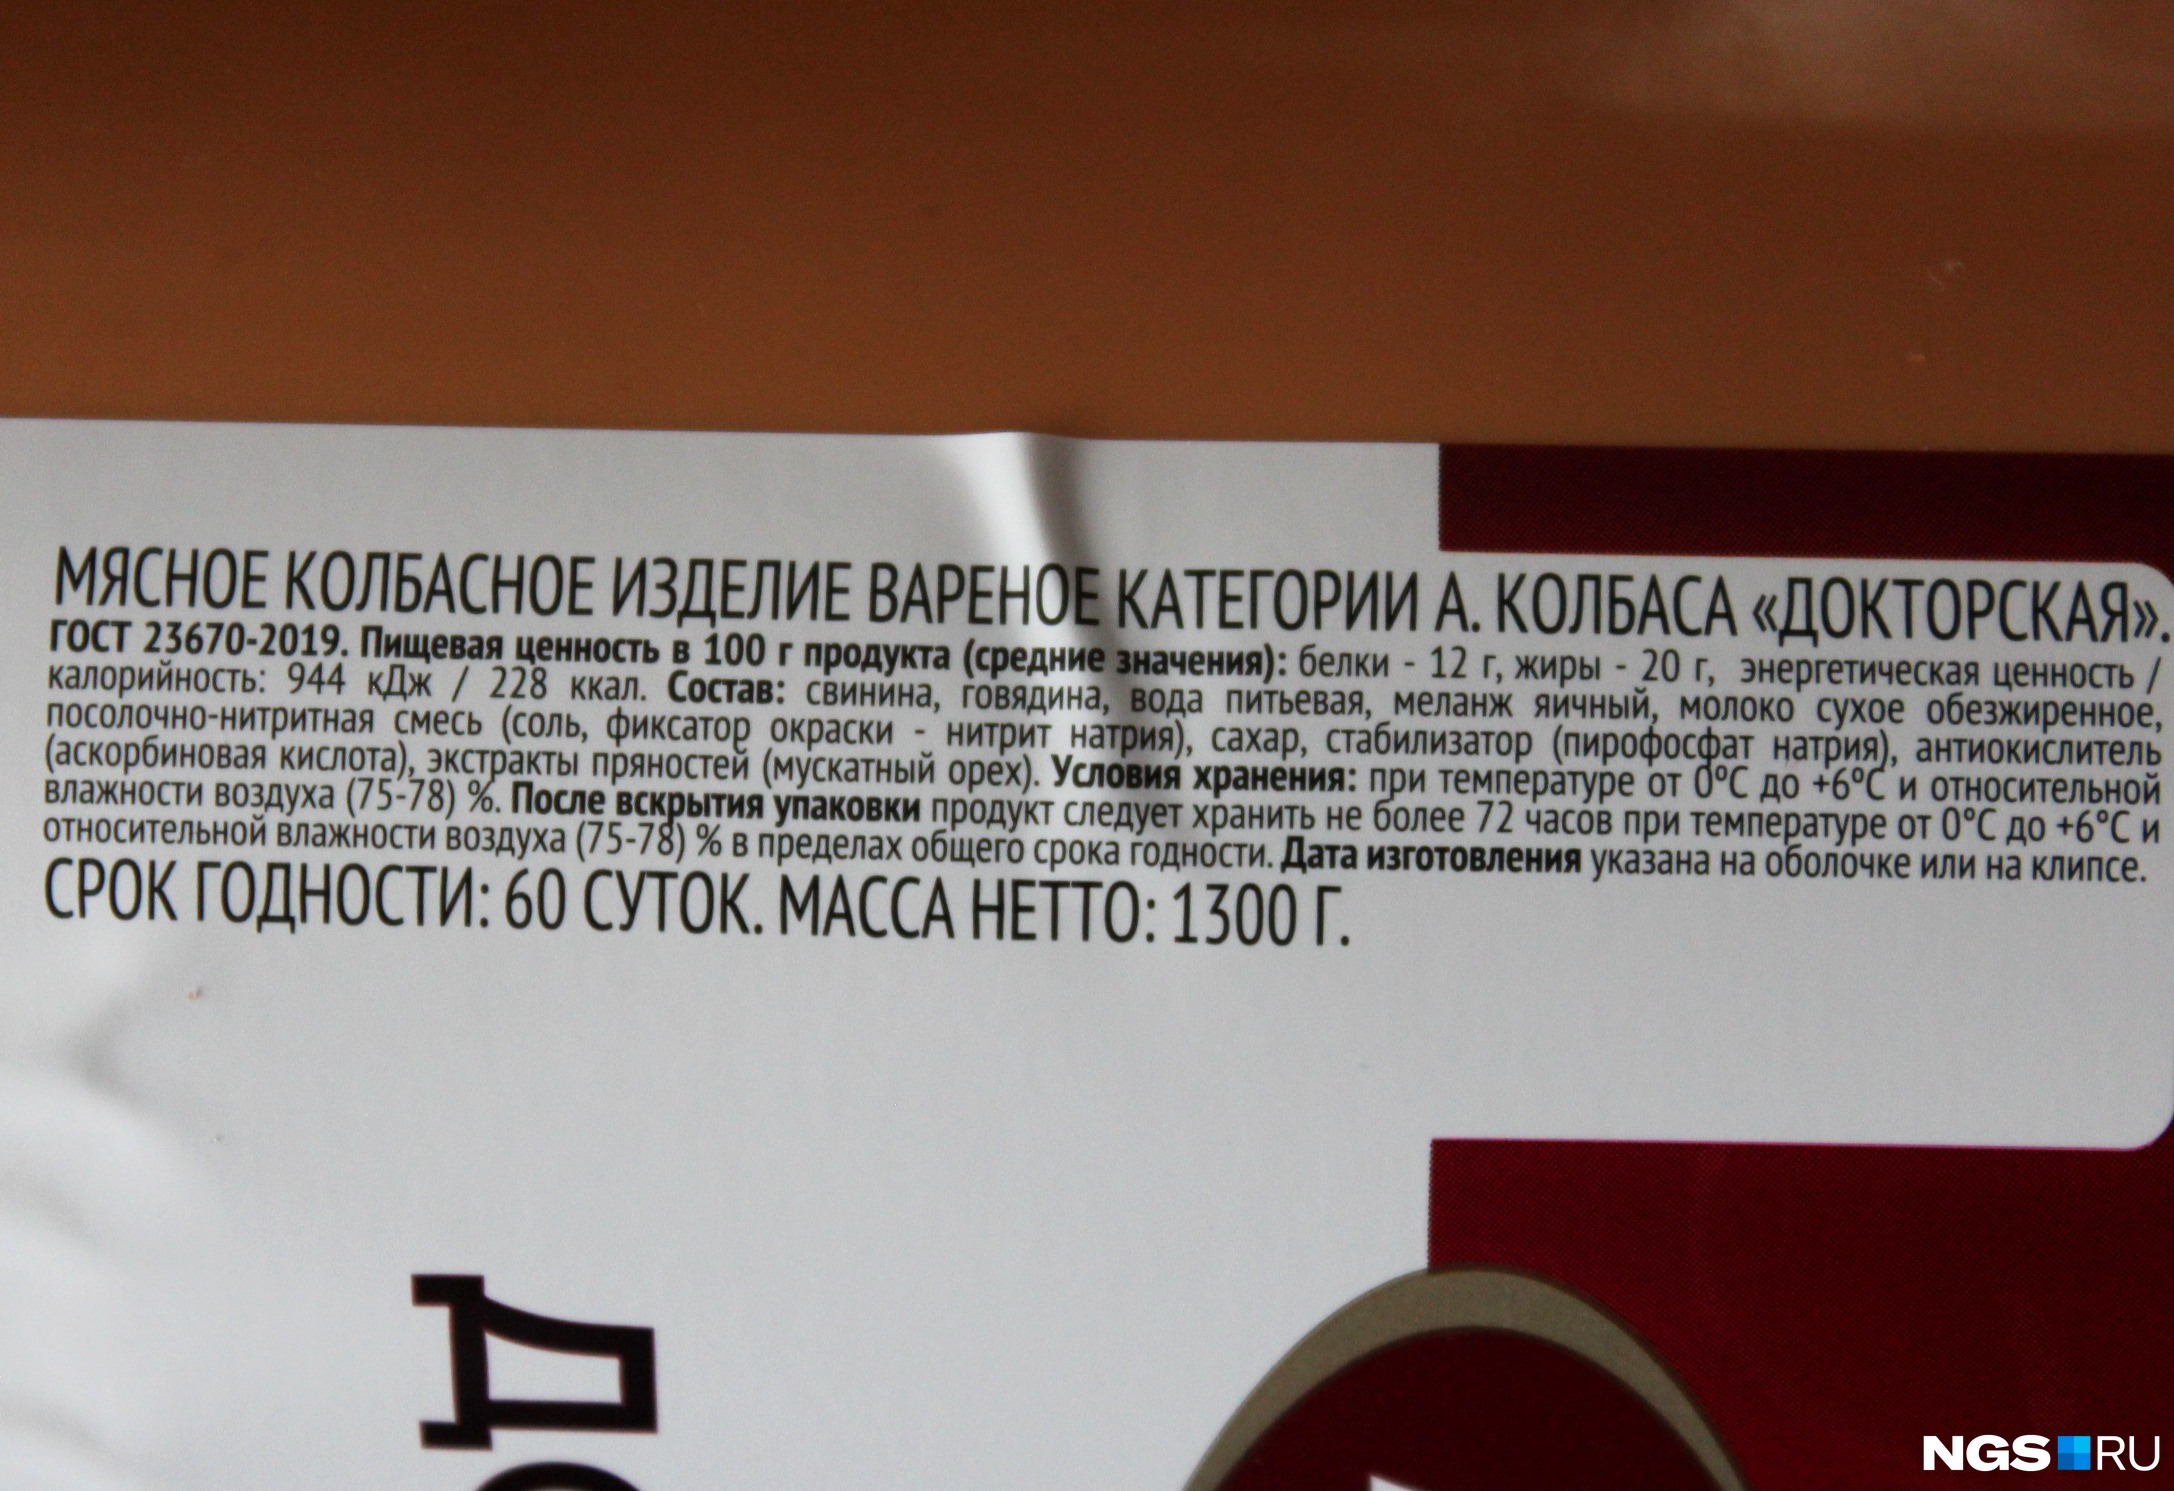 МЯСНОЕ КОЛБАСНОЕ ИЗДЕЛИЕ ВАРЕНОЕ КАТЕГОРИИ А. КОЛБАСА «ДОКТОРСКАЯ».
ГОСТ 23670-2019. Пищевая ценность в 100 г продукта (средние значения): белки - 12 г, жиры - 20 г, энергетическая ценность /
калорийность: 944 кДж / 228 ккал. Состав: свинина, говядина, вода питьевая, меланж яичный, молоко сухое обезжиренное,
посолочно-нитритная смесь (соль, фиксатор окраски - нитрит натрия), сахар, стабилизатор (пирофосфат натрия), антиокислитель
(аскорбиновая кислота), экстракты пряностей (мускатный орех). Условия хранения: при температуре от 0°С до +6°С и относительной
влажности воздуха (75-78) %. После вскрытия упаковки продукт следует хранить не более 72 часов при температуре от 0°С до +6°С и
относительной влажности воздуха (75-78) % в пределах общего срока годности. Дата изготовления указана на оболочке или на клипсе.
СРОК ГОДНОСТИ: 60 СУТОК. МАССА НЕТТО: 1300 Г.
Д
NGS RU